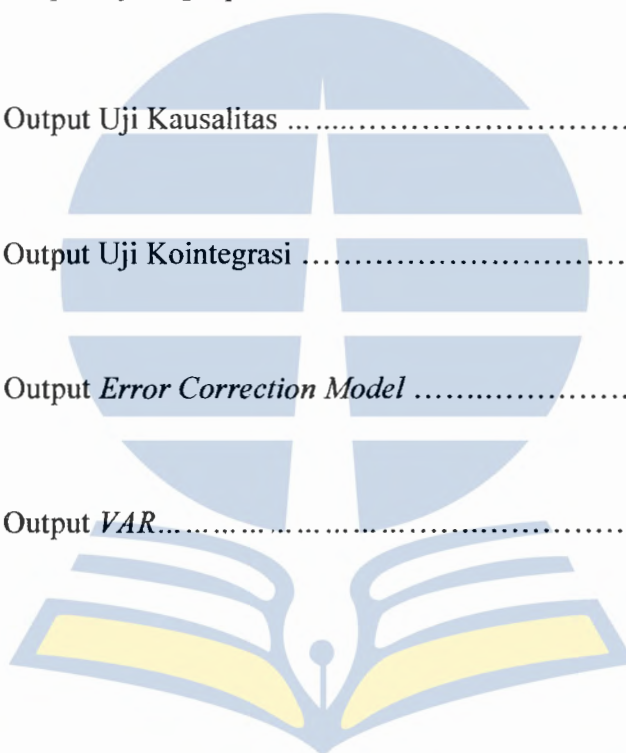 Output Uji Kausalitas ..............................
Output Uji Kointegrasi ..............................
Output Error Correction Model ....................
Output VAR..........................................